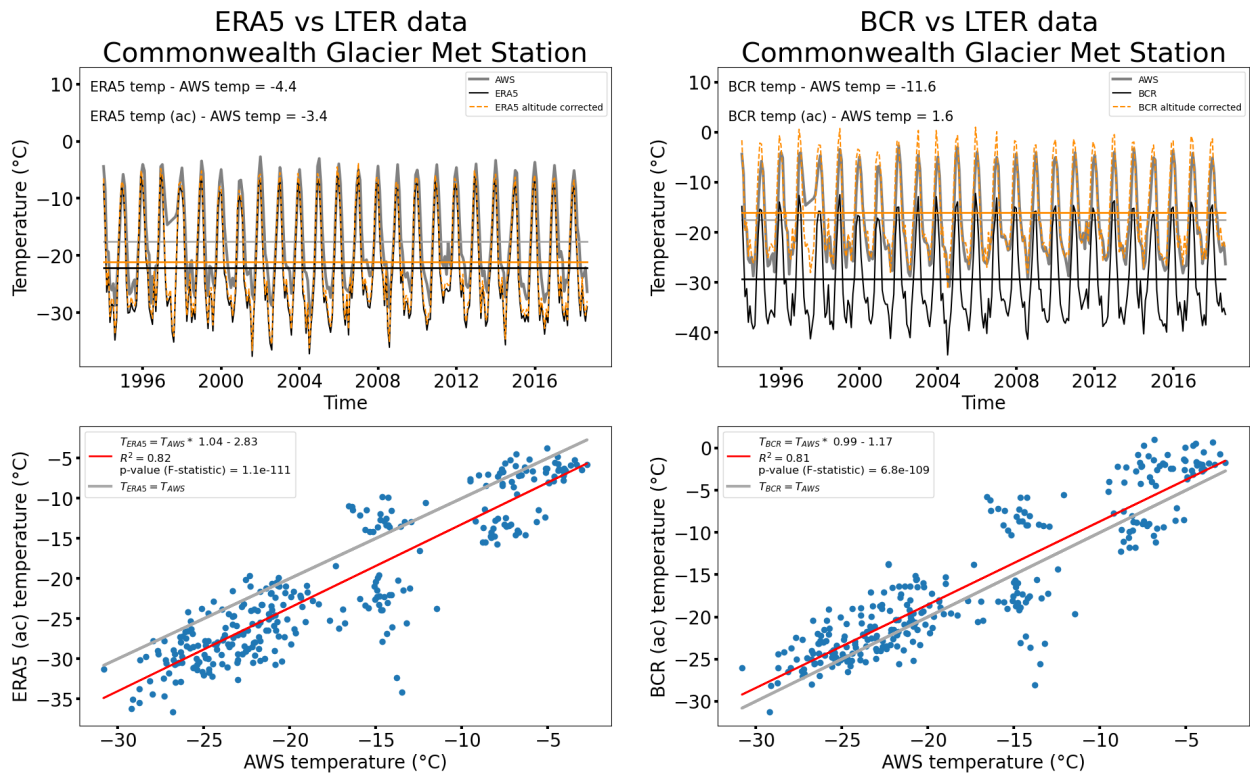 ERA5 vs LTER data
Commonwealth Glacier Met Station
ERA5 temp - AWS temp = -4.4
ERA5 temp (ac) - AWS temp = -3.4
AWS
ERA5
ERA5 altitude corrected
10
0
−10
−20
−30
Temperature (°C)
1996 2000 2004 2008 2012 2016
Time
BCR vs LTER data
Commonwealth Glacier Met Station
BCR temp - AWS temp = -11.6
BCR temp (ac) - AWS temp = 1.6
AWS
BCR
BCR altitude corrected
10
0
−10
−20
−30
−40
Temperature (°C)
1996 2000 2004 2008 2012 2016
Time
T_ERA5 = T_AWS * 1.04 - 2.83
R² = 0.82
p-value (F-statistic) = 1.1e-111
T_ERA5 = T_AWS
−5
−10
−15
−20
−25
−30
−35
ERA5 (ac) temperature (°C)
−30 −25 −20 −15 −10 −5
AWS temperature (°C)
T_BCR = T_AWS * 0.99 - 1.17
R² = 0.81
p-value (F-statistic) = 6.8e-109
T_BCR = T_AWS
0
−5
−10
−15
−20
−25
−30
BCR (ac) temperature (°C)
−30 −25 −20 −15 −10 −5
AWS temperature (°C)